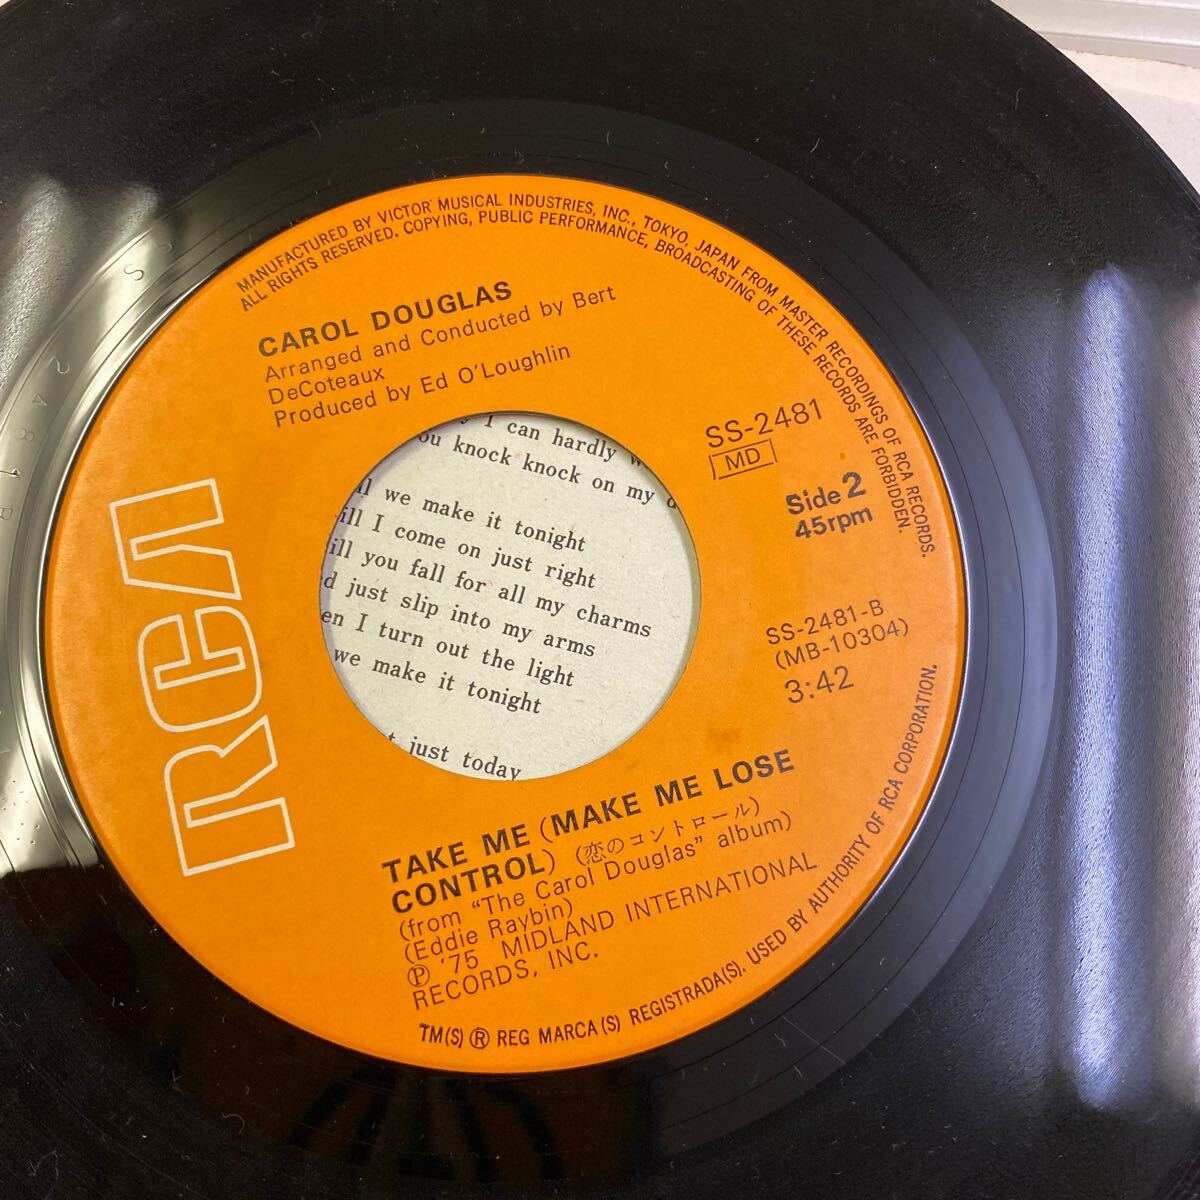 MANUFACTURED BY VICTOR MUSICAL INDUSTRIES, INC., TOKYO, JAPAN FROM MASTER RECORDINGS OF RCA RECORDS.
ALL RIGHTS RESERVED. COPYING, PUBLIC PERFORMANCE, BROADCASTING OF THESE RECORDS ARE FORBIDDEN.
CAROL DOUGLAS
Arranged and Conducted by Bert
DeCoteaux
Produced by Ed O'Loughlin
RCA
SS-2481
MD
Side 2
45rpm
SS-2481-B
(MB-10304)
3:42
I can hardly
ou knock knock on my
we make it tonight
ill I come on just right
ill you fall for all my charms
d just slip into my arms
en I turn out the light
we make it tonight
just today
TAKE ME (MAKE ME LOSE
CONTROL) (恋のコントロール)
(from "The Carol Douglas" album)
(Eddie Raybin)
Ⓟ '75 MIDLAND INTERNATIONAL
RECORDS, INC.
TM(S) ® REG MARCA(S) REGISTRADA(S). USED BY AUTHORITY OF RCA CORPORATION.